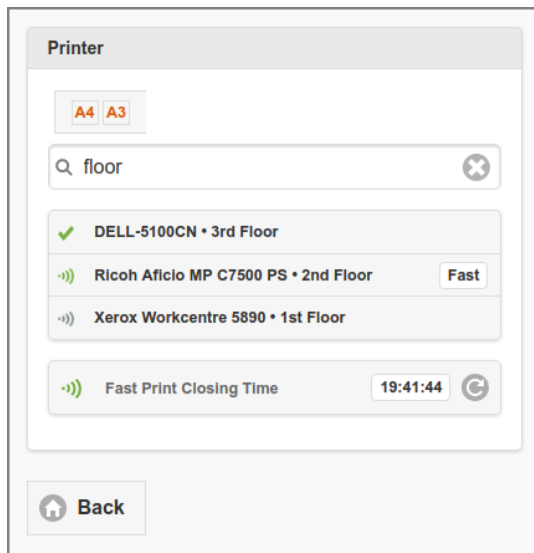 Printer
A4 A3
floor
DELL-5100CN • 3rd Floor
Ricoh Aficio MP C7500 PS • 2nd Floor Fast
Xerox Workcentre 5890 • 1st Floor
Fast Print Closing Time 19:41:44
Back